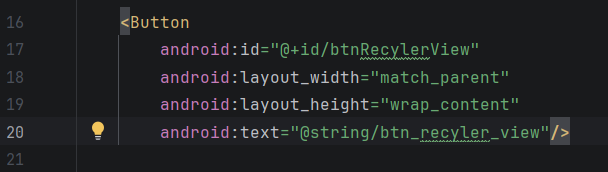 16 <Button
17 android:id="@+id/btnRecylerView"
18 android:layout_width="match_parent"
19 android:layout_height="wrap_content"
20 android:text="@string/btn_recyler_view"/>
21